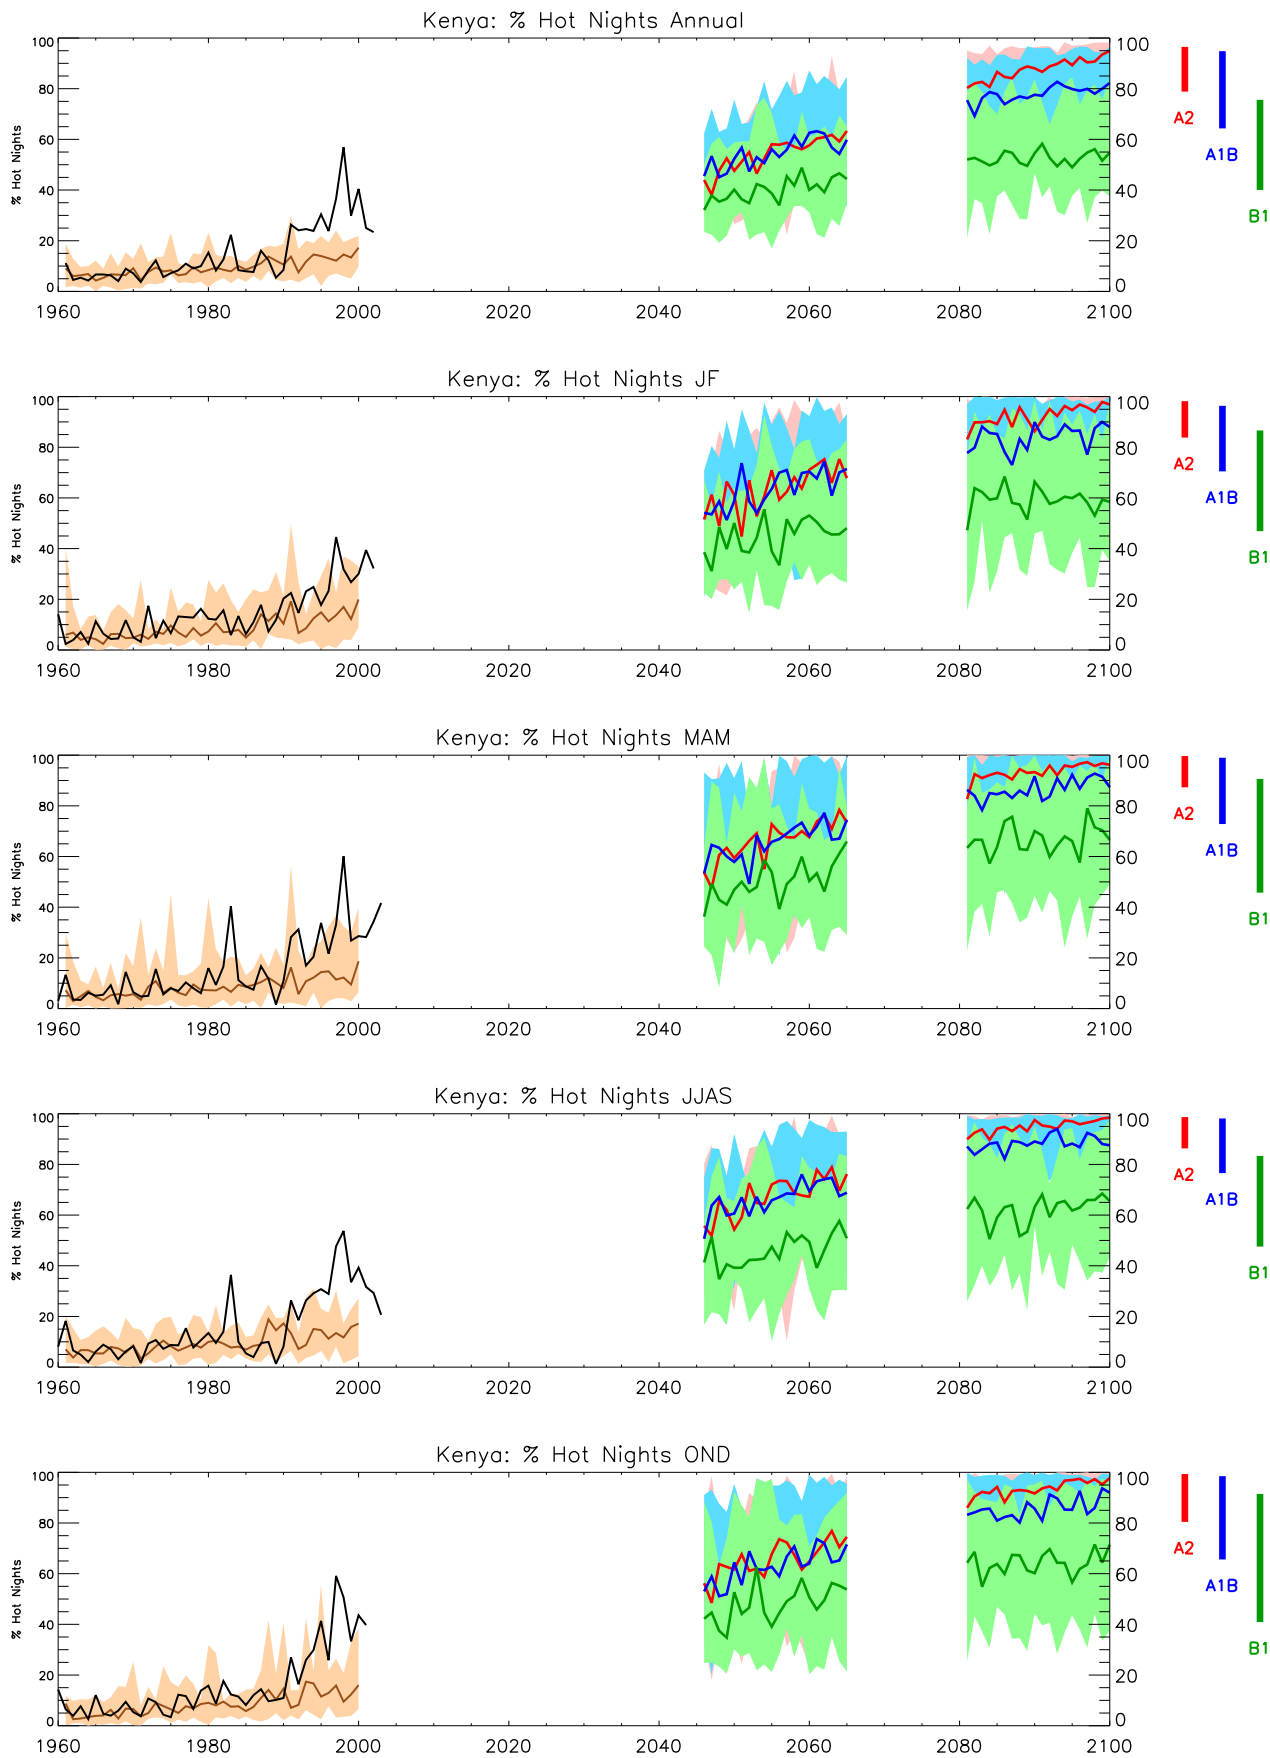 Kenya: % Hot Nights Annual
100 80 60 40 20 0
% Hot Nights
100 80 60 40 20 0
A2
A1B
B1
1960 1980 2000 2020 2040 2060 2080 2100
Kenya: % Hot Nights JF
100 80 60 40 20 0
% Hot Nights
100 80 60 40 20 0
A2
A1B
B1
1960 1980 2000 2020 2040 2060 2080 2100
Kenya: % Hot Nights MAM
100 80 60 40 20 0
% Hot Nights
100 80 60 40 20 0
A2
A1B
B1
1960 1980 2000 2020 2040 2060 2080 2100
Kenya: % Hot Nights JJAS
100 80 60 40 20 0
% Hot Nights
100 80 60 40 20 0
A2
A1B
B1
1960 1980 2000 2020 2040 2060 2080 2100
Kenya: % Hot Nights OND
100 80 60 40 20 0
% Hot Nights
100 80 60 40 20 0
A2
A1B
B1
1960 1980 2000 2020 2040 2060 2080 2100